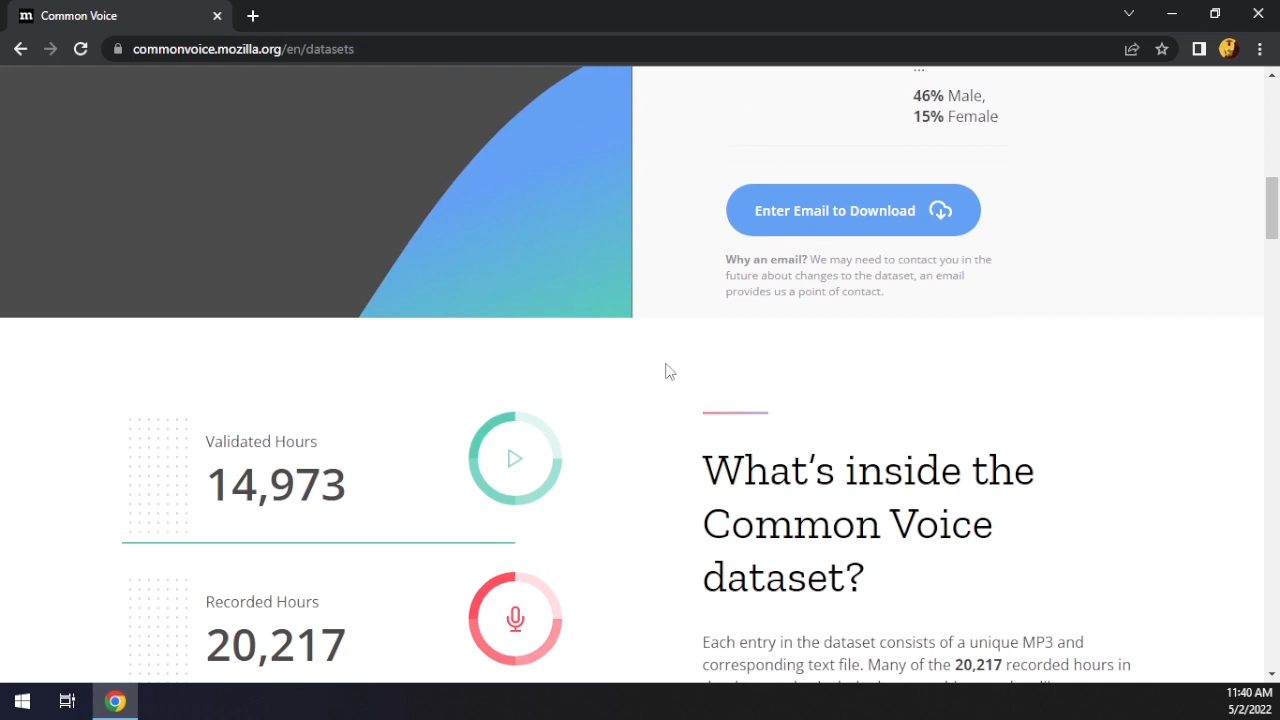 Common Voice
commonvoice.mozilla.org/en/datasets
...
46% Male,
15% Female
Enter Email to Download
Why an email? We may need to contact you in the
future about changes to the dataset, an email
provides us a point of contact.
Validated Hours
14,973
Recorded Hours
20,217
What's inside the
Common Voice
dataset?
Each entry in the dataset consists of a unique MP3 and
corresponding text file. Many of the 20,217 recorded hours in
11:40 AM
5/2/2022